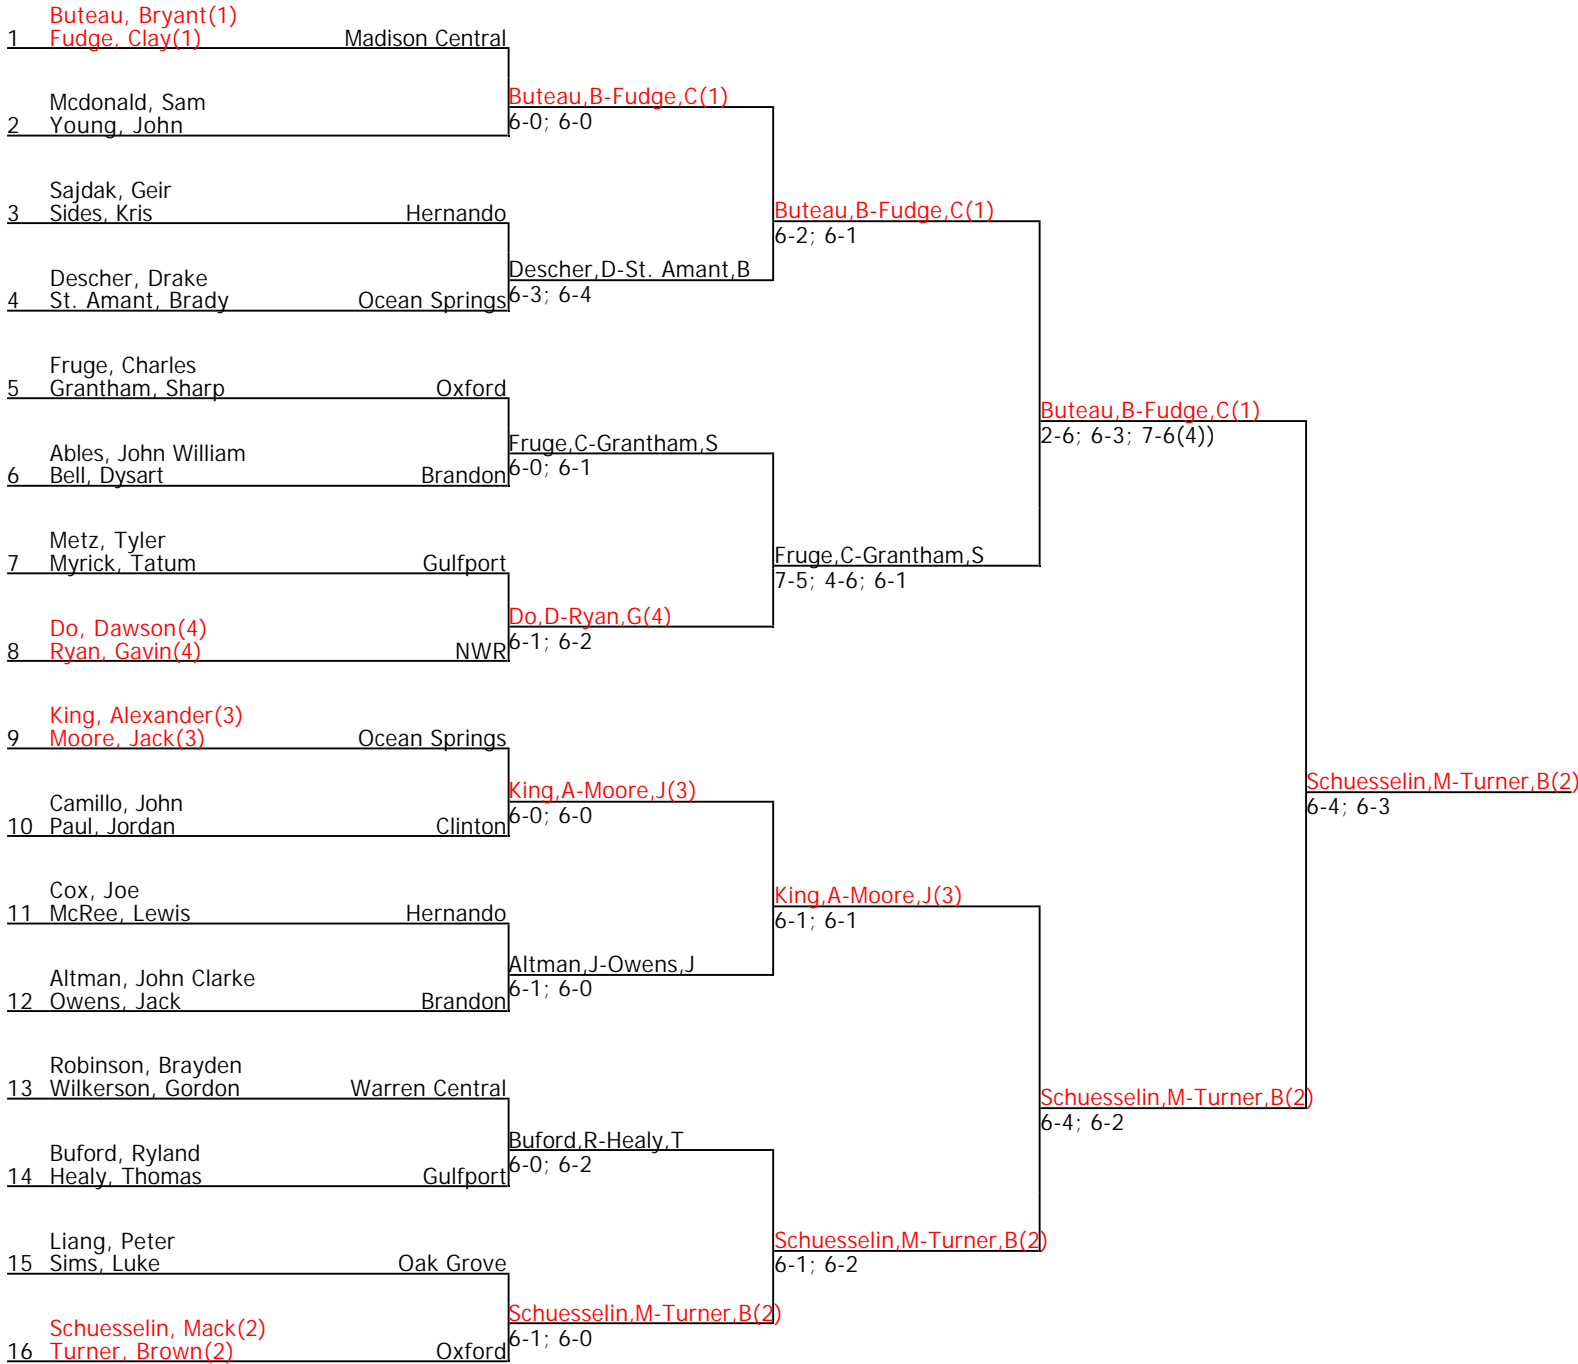 Buteau, Bryant(1)
1 Fudge, Clay(1) Madison Central
Mcdonald, Sam
2 Young, John
Sajdak, Geir
3 Sides, Kris Hernando
Descher, Drake
4 St. Amant, Brady Ocean Springs
Fruge, Charles
5 Grantham, Sharp Oxford
Ables, John William
6 Bell, Dysart Brandon
Metz, Tyler
7 Myrick, Tatum Gulfport
Do, Dawson(4)
8 Ryan, Gavin(4) NWR
King, Alexander(3)
9 Moore, Jack(3) Ocean Springs
Camillo, John
10 Paul, Jordan Clinton
Cox, Joe
11 McRee, Lewis Hernando
Altman, John Clarke
12 Owens, Jack Brandon
Robinson, Brayden
13 Wilkerson, Gordon Warren Central
Buford, Ryland
14 Healy, Thomas Gulfport
Liang, Peter
15 Sims, Luke Oak Grove
Schuesselin, Mack(2)
16 Turner, Brown(2) Oxford
Buteau,B-Fudge,C(1)
6-0; 6-0
Descher,D-St. Amant,B
6-3; 6-4
Fruge,C-Grantham,S
6-0; 6-1
Do,D-Ryan,G(4)
6-1; 6-2
King,A-Moore,J(3)
6-0; 6-0
Altman,J-Owens,J
6-1; 6-0
Buford,R-Healy,T
6-0; 6-2
Schuesselin,M-Turner,B(2)
6-1; 6-0
Buteau,B-Fudge,C(1)
6-2; 6-1
Fruge,C-Grantham,S
7-5; 4-6; 6-1
King,A-Moore,J(3)
6-1; 6-1
Schuesselin,M-Turner,B(2)
6-1; 6-2
Buteau,B-Fudge,C(1)
2-6; 6-3; 7-6(4))
Schuesselin,M-Turner,B(2)
6-4; 6-2
Schuesselin,M-Turner,B(2)
6-4; 6-3